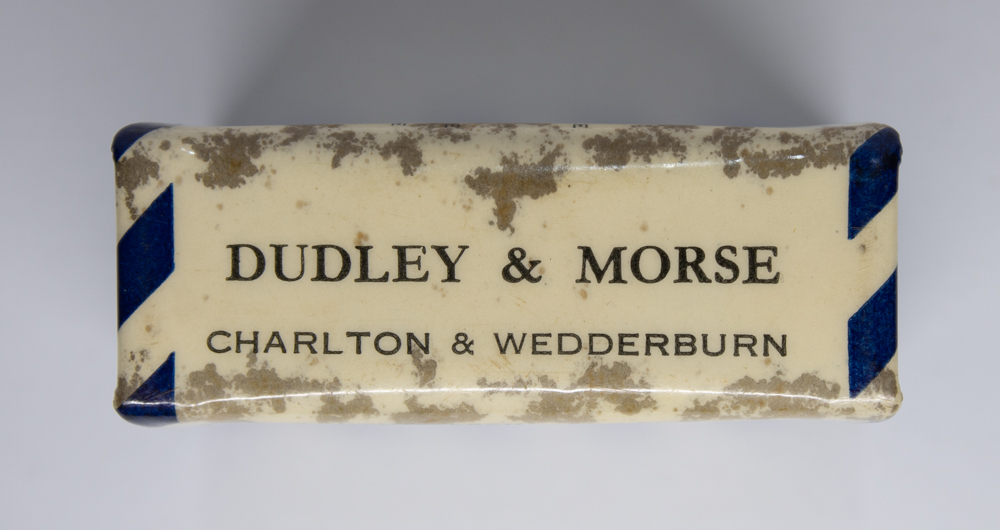 DUDLEY & MORSE
CHARLTON & WEDDERBURN